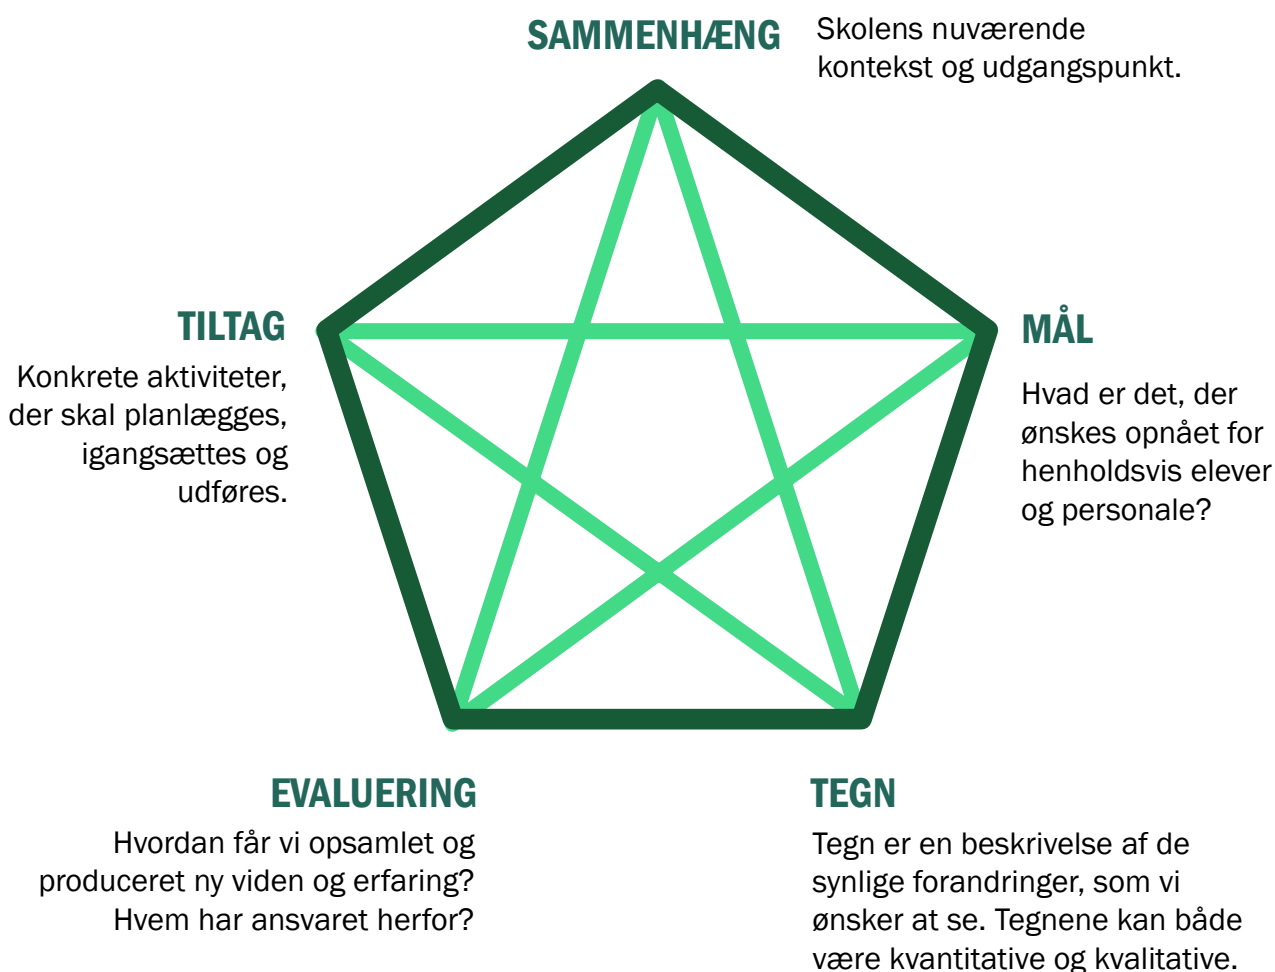 SAMMENHÆNG
Skolens nuværende
kontekst og udgangspunkt.
TILTAG
Konkrete aktiviteter,
der skal planlægges,
igangsættes og
udføres.
MÅL
Hvad er det, der
ønskes opnået for
henholdsvis elever
og personale?
EVALUERING
Hvordan får vi opsamlet og
produceret ny viden og erfaring?
Hvem har ansvaret herfor?
TEGN
Tegn er en beskrivelse af de
synlige forandringer, som vi
ønsker at se. Tegnene kan både
være kvantitative og kvalitative.